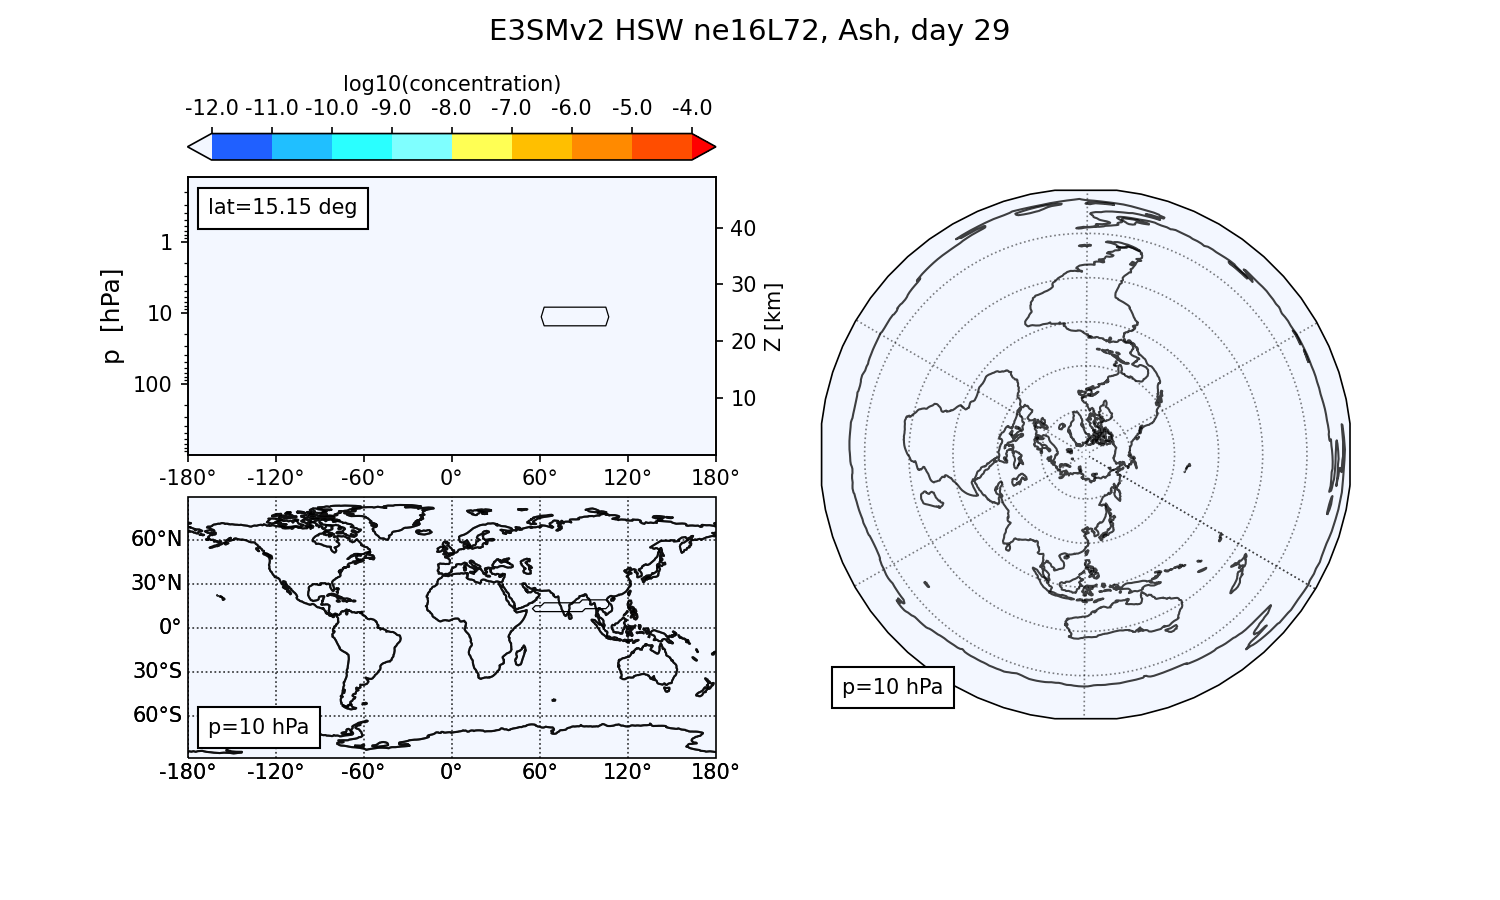 E3SMv2 HSW ne16L72, Ash, day 29
log10(concentration)
-12.0 -11.0 -10.0 -9.0 -8.0 -7.0 -6.0 -5.0 -4.0
lat=15.15 deg
1
10
100
p [hPa]
40
30
20
10
Z [km]
-180° -120° -60° 0° 60° 120° 180°
60°N
30°N
0°
30°S
60°S
p=10 hPa
-180° -120° -60° 0° 60° 120° 180°
p=10 hPa